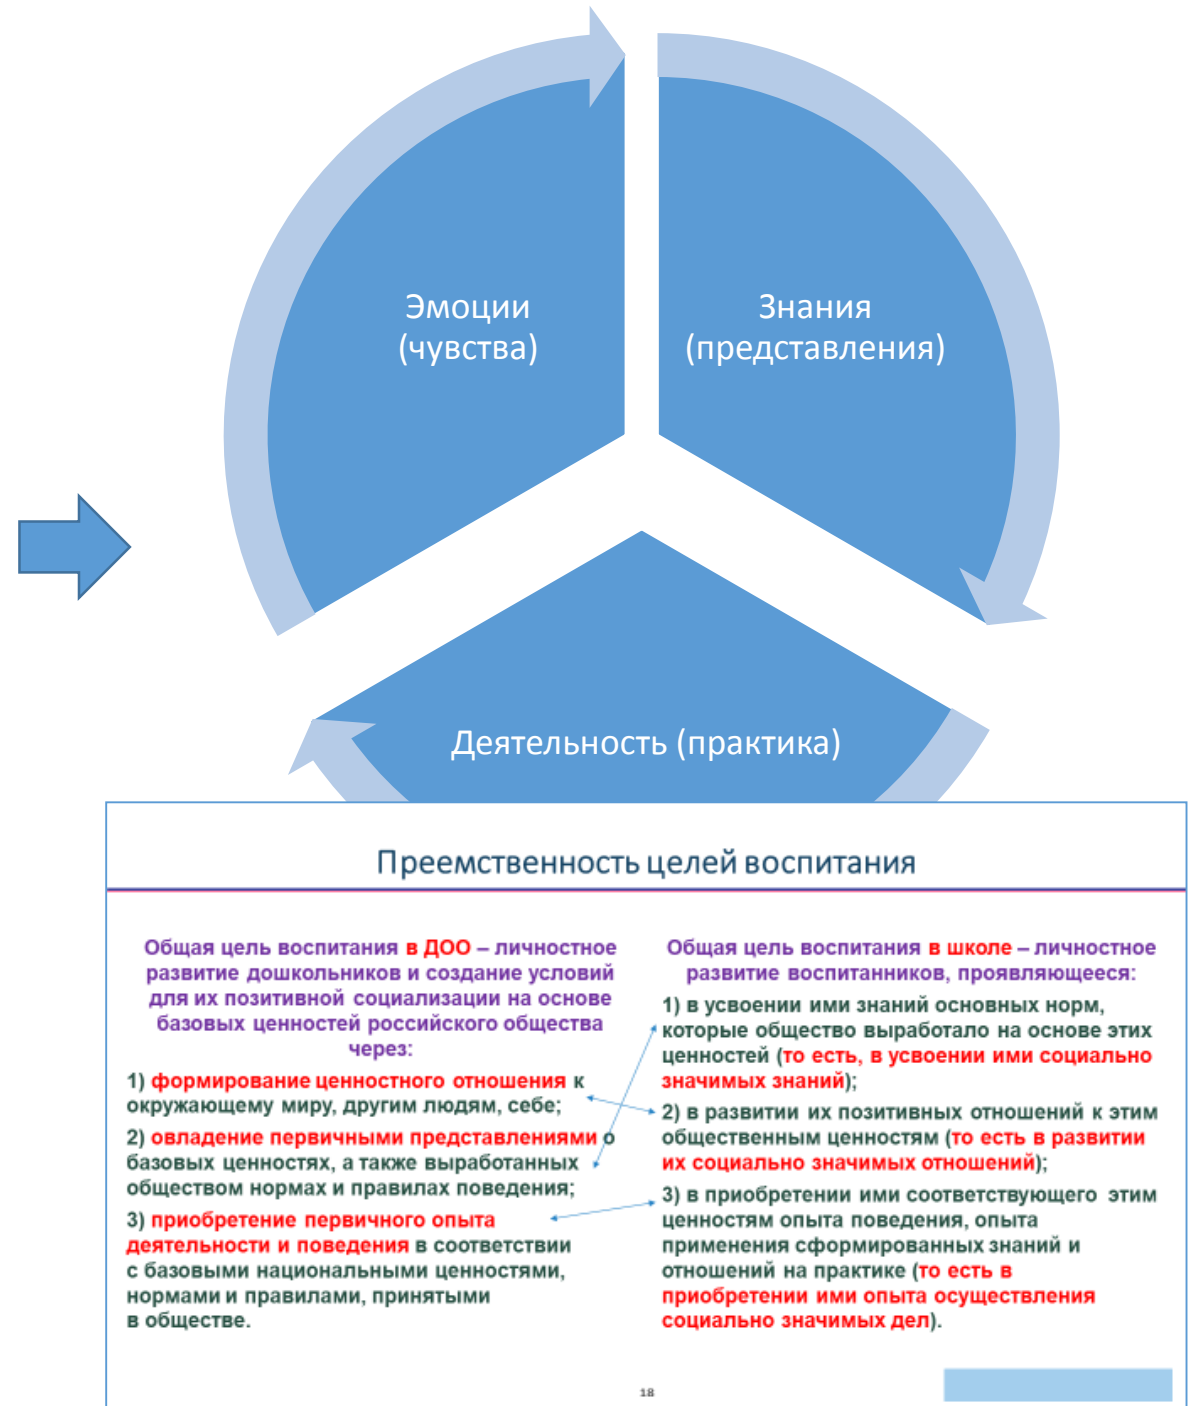 Эмоции
(чувства)
Знания
(представления)
Деятельность (практика)
Преемственность целей воспитания
Общая цель воспитания в ДОО – личностное
развитие дошкольников и создание условий
для их позитивной социализации на основе
базовых ценностей российского общества
через:
1) формирование ценностного отношения к
окружающему миру, другим людям, себе;
2) овладение первичными представлениями о
базовых ценностях, а также выработанных
обществом нормах и правилах поведения;
3) приобретение первичного опыта
деятельности и поведения в соответствии
с базовыми национальными ценностями,
нормами и правилами, принятыми
в обществе.
Общая цель воспитания в школе – личностное
развитие воспитанников, проявляющееся:
1) в усвоении ими знаний основных норм,
которые общество выработало на основе этих
ценностей (то есть, в усвоении ими социально
значимых знаний);
2) в развитии их позитивных отношений к этим
общественным ценностям (то есть в развитии
их социально значимых отношений);
3) в приобретении ими соответствующего этим
ценностям опыта поведения, опыта
применения сформированных знаний и
отношений на практике (то есть в
приобретении ими опыта осуществления
социально значимых дел).
18